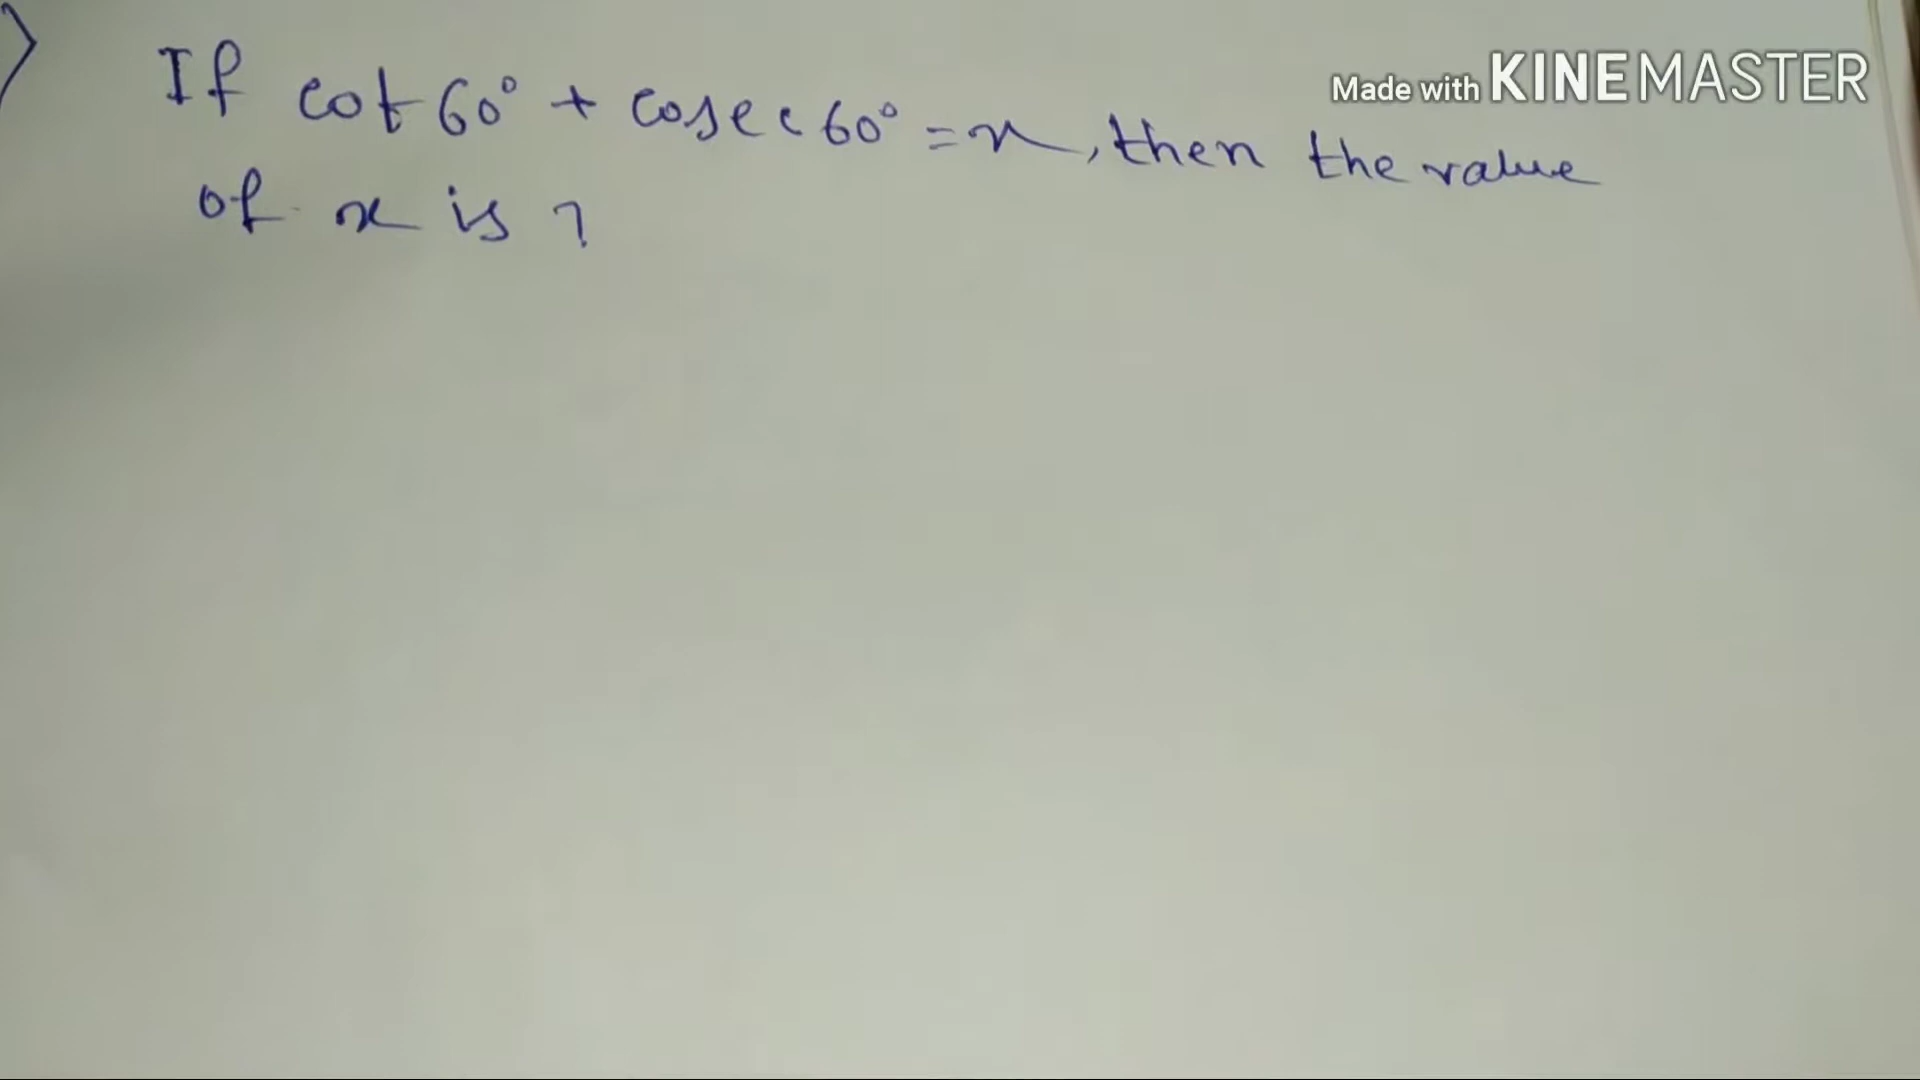 If cot 60° + cosec 60° = x, then the value
of x is ?
Made with KINEMASTER